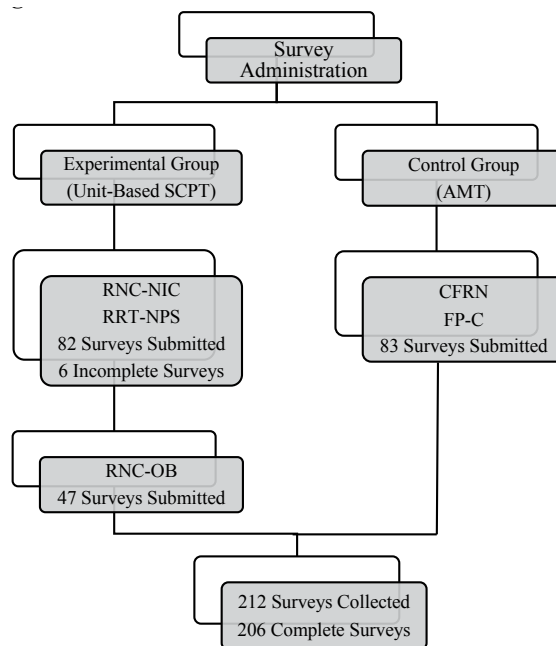 Survey
Administration
Experimental Group
(Unit-Based SCPT)
Control Group
(AMT)
RNC-NIC
RRT-NPS
82 Surveys Submitted
6 Incomplete Surveys
CFRN
FP-C
83 Surveys Submitted
RNC-OB
47 Surveys Submitted
212 Surveys Collected
206 Complete Surveys